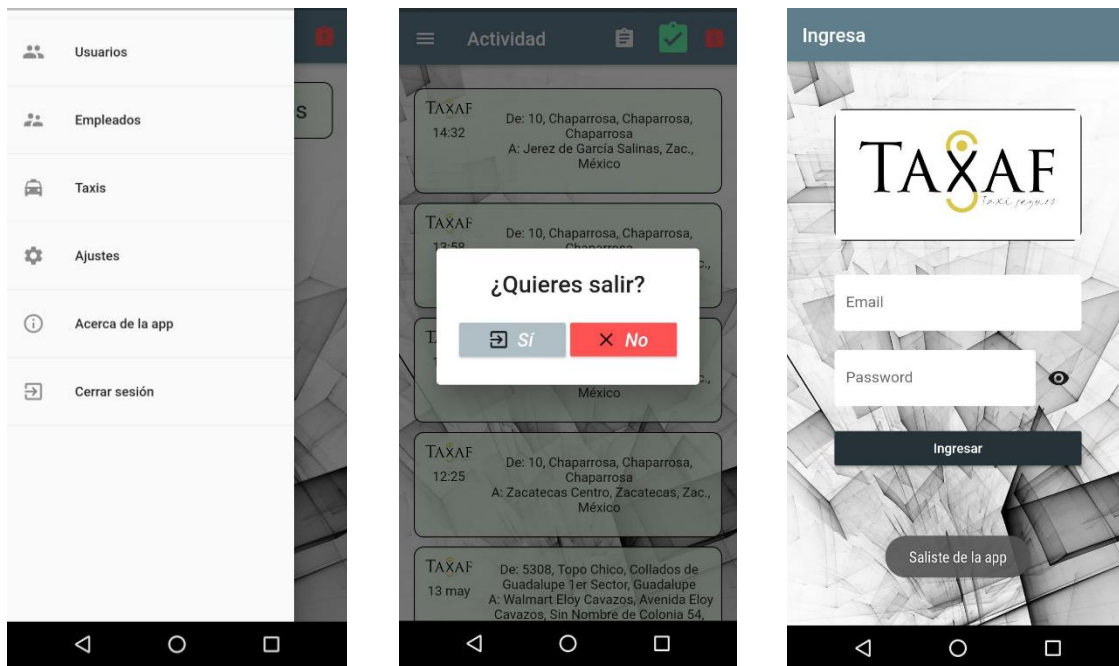 Usuarios
Empleados
Taxis
Ajustes
Acerca de la app
Cerrar sesión
S
Actividad
TAXAF
14:32
De: 10, Chaparrosa, Chaparrosa,
Chaparrosa
A: Jerez de García Salinas, Zac.,
México
TAXAF
13:58
De: 10, Chaparrosa, Chaparrosa,
Chaparrosa
¿Quieres salir?
Sí
No
México
TAXAF
12:25
De: 10, Chaparrosa, Chaparrosa,
Chaparrosa
A: Zacatecas Centro, Zacatecas, Zac.,
México
TAXAF
13 may
De: 5308, Topo Chico, Collados de
Guadalupe 1er Sector, Guadalupe
A: Walmart Eloy Cavazos, Avenida Eloy
Cavazos, Sin Nombre de Colonia 54,
Ingresa
TAXAF
Taxi seguro
Email
Password
Ingresar
Saliste de la app